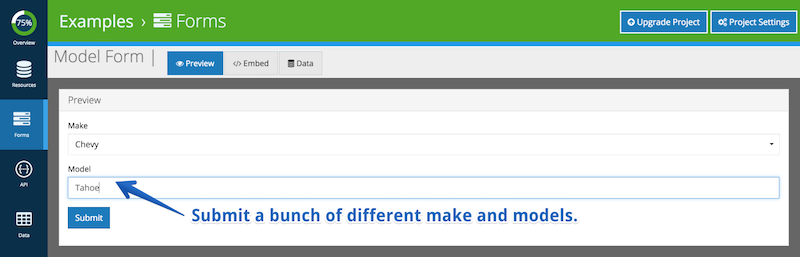 75%
Overview
Resources
Forms
API
Data
Examples › Forms
Upgrade Project
Project Settings
Model Form |
Preview
</> Embed
Data
Preview
Make
Chevy
Model
Tahoe
Submit
Submit a bunch of different make and models.